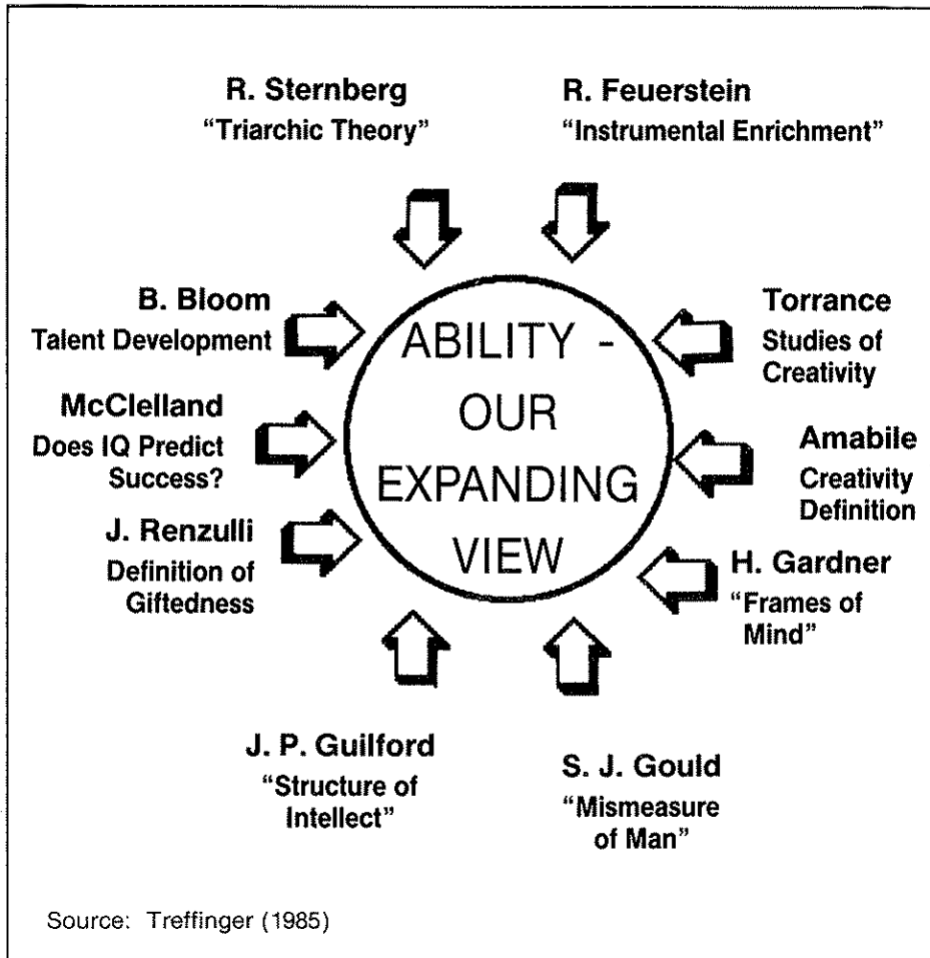 R. Sternberg
“Triarchic Theory”
R. Feuerstein
“Instrumental Enrichment”
B. Bloom
Talent Development
McClelland
Does IQ Predict
Success?
J. Renzulli
Definition of
Giftedness
ABILITY -
OUR
EXPANDING
VIEW
Torrance
Studies of
Creativity
Amabile
Creativity
Definition
H. Gardner
“Frames of
Mind”
J. P. Guilford
“Structure of
Intellect”
S. J. Gould
“Mismeasure
of Man”
Source: Treffinger (1985)